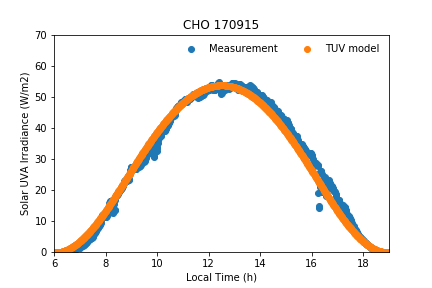 CHO 170915
Measurement TUV model
Solar UVA Irradiance (W/m2)
70
60
50
40
30
20
10
0
6 8 10 12 14 16 18
Local Time (h)